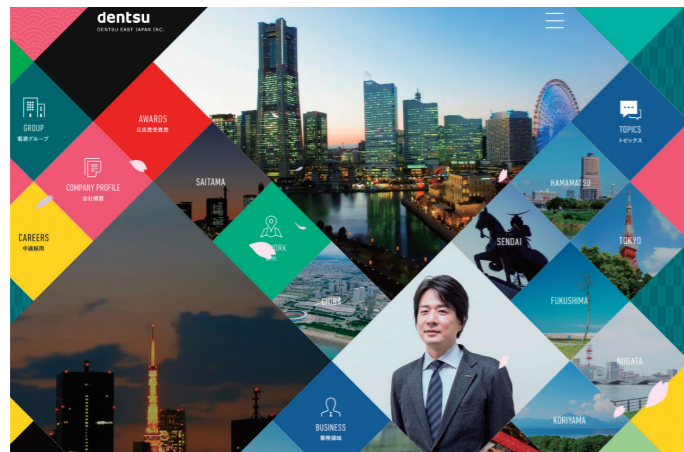 dentsu
DENTSU EAST JAPAN INC.
GROUP
電通グループ
AWARDS
広告賞受賞歴
TOPICS
トピックス
COMPANY PROFILE
会社概要
SAITAMA
HAMAMATSU
CAREERS
中途採用
SENDAI
TOKYO
CHIBA
FUKUSHIMA
NIIGATA
BUSINESS
業務領域
KORIYAMA